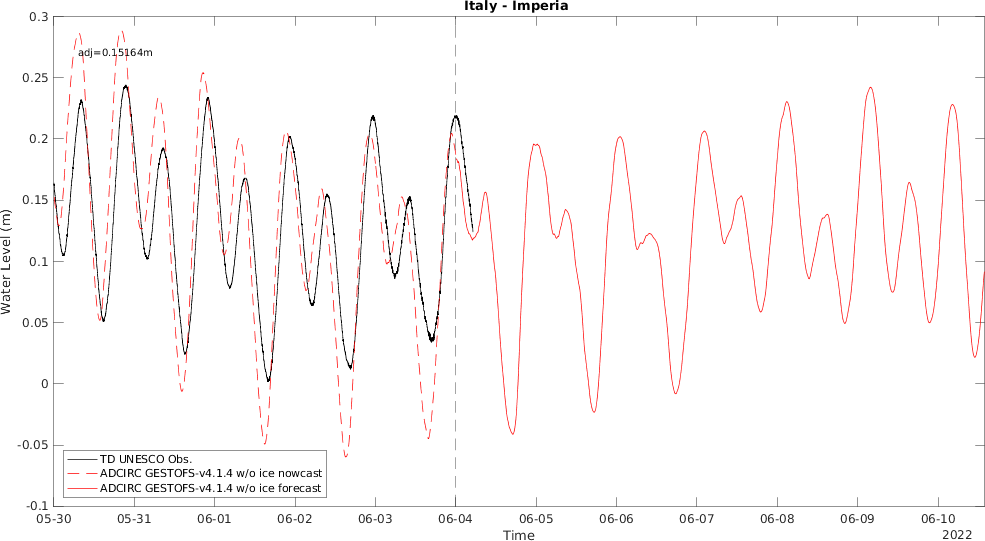 Italy - Imperia
adj=0.15164m
Water Level (m)
0.3
0.25
0.2
0.15
0.1
0.05
0
-0.05
-0.1
TD UNESCO Obs.
ADCIRC GESTOFS-v4.1.4 w/o ice nowcast
ADCIRC GESTOFS-v4.1.4 w/o ice forecast
05-30 05-31 06-01 06-02 06-03 06-04 06-05 06-06 06-07 06-08 06-09 06-10
Time
2022